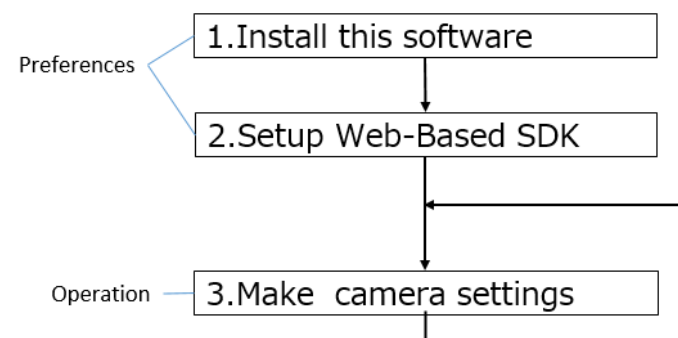 1.Install this software
Preferences
2.Setup Web-Based SDK
Operation
3.Make  camera settings